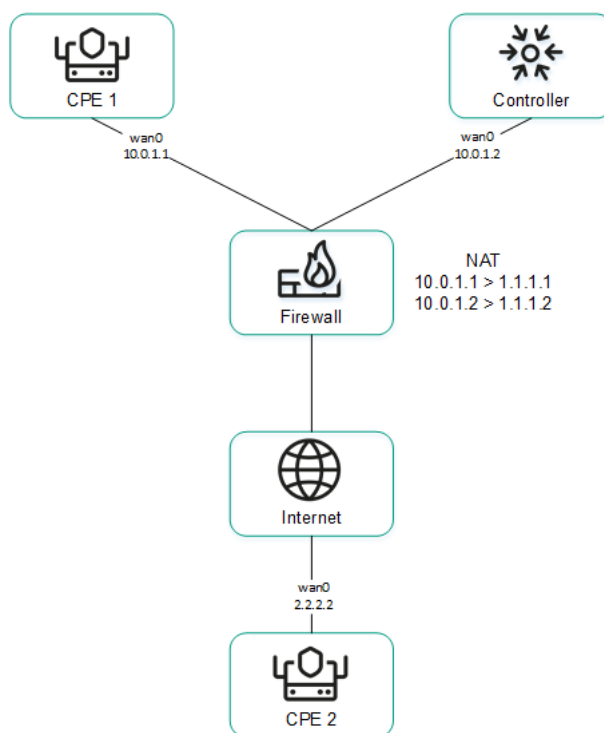 CPE 1
Controller
wan0
10.0.1.1
wan0
10.0.1.2
Firewall
NAT
10.0.1.1 > 1.1.1.1
10.0.1.2 > 1.1.1.2
Internet
wan0
2.2.2.2
CPE 2